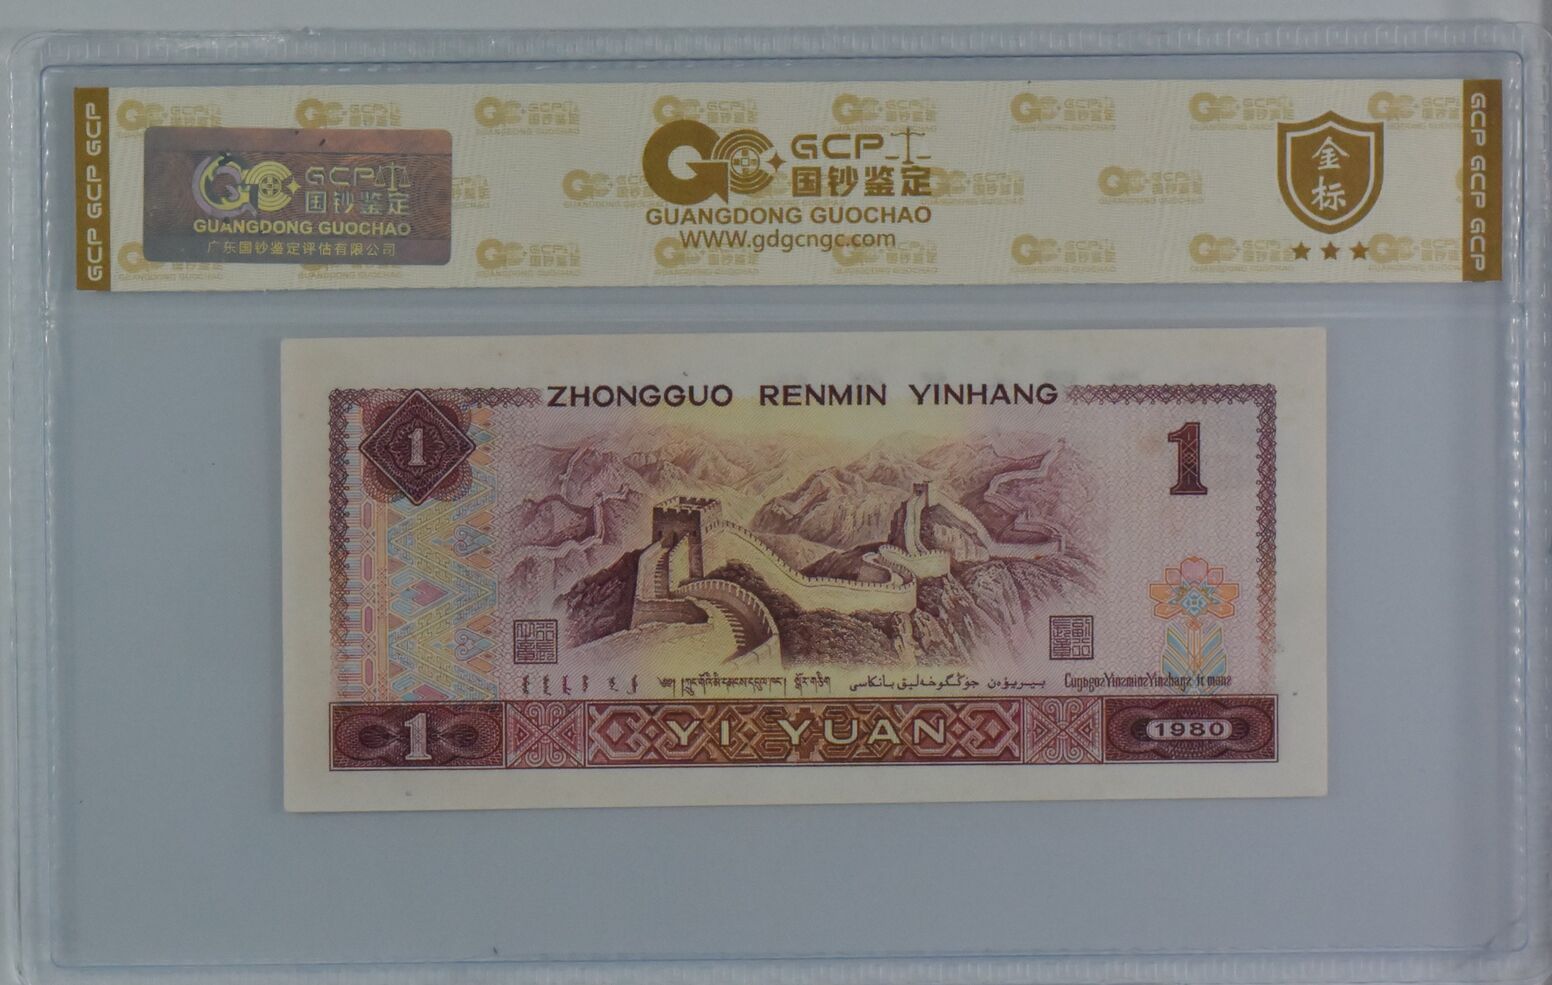 GCP GCP GCP
GCP
国钞鉴定
GUANGDONG GUOCHAO
广东国钞鉴定评估有限公司
GCP
国钞鉴定
GUANGDONG GUOCHAO
WWW.gdgcngc.com
金标
GCP GCP GCP
ZHONGGUO RENMIN YINHANG
1
1
1
YI YUAN
1980